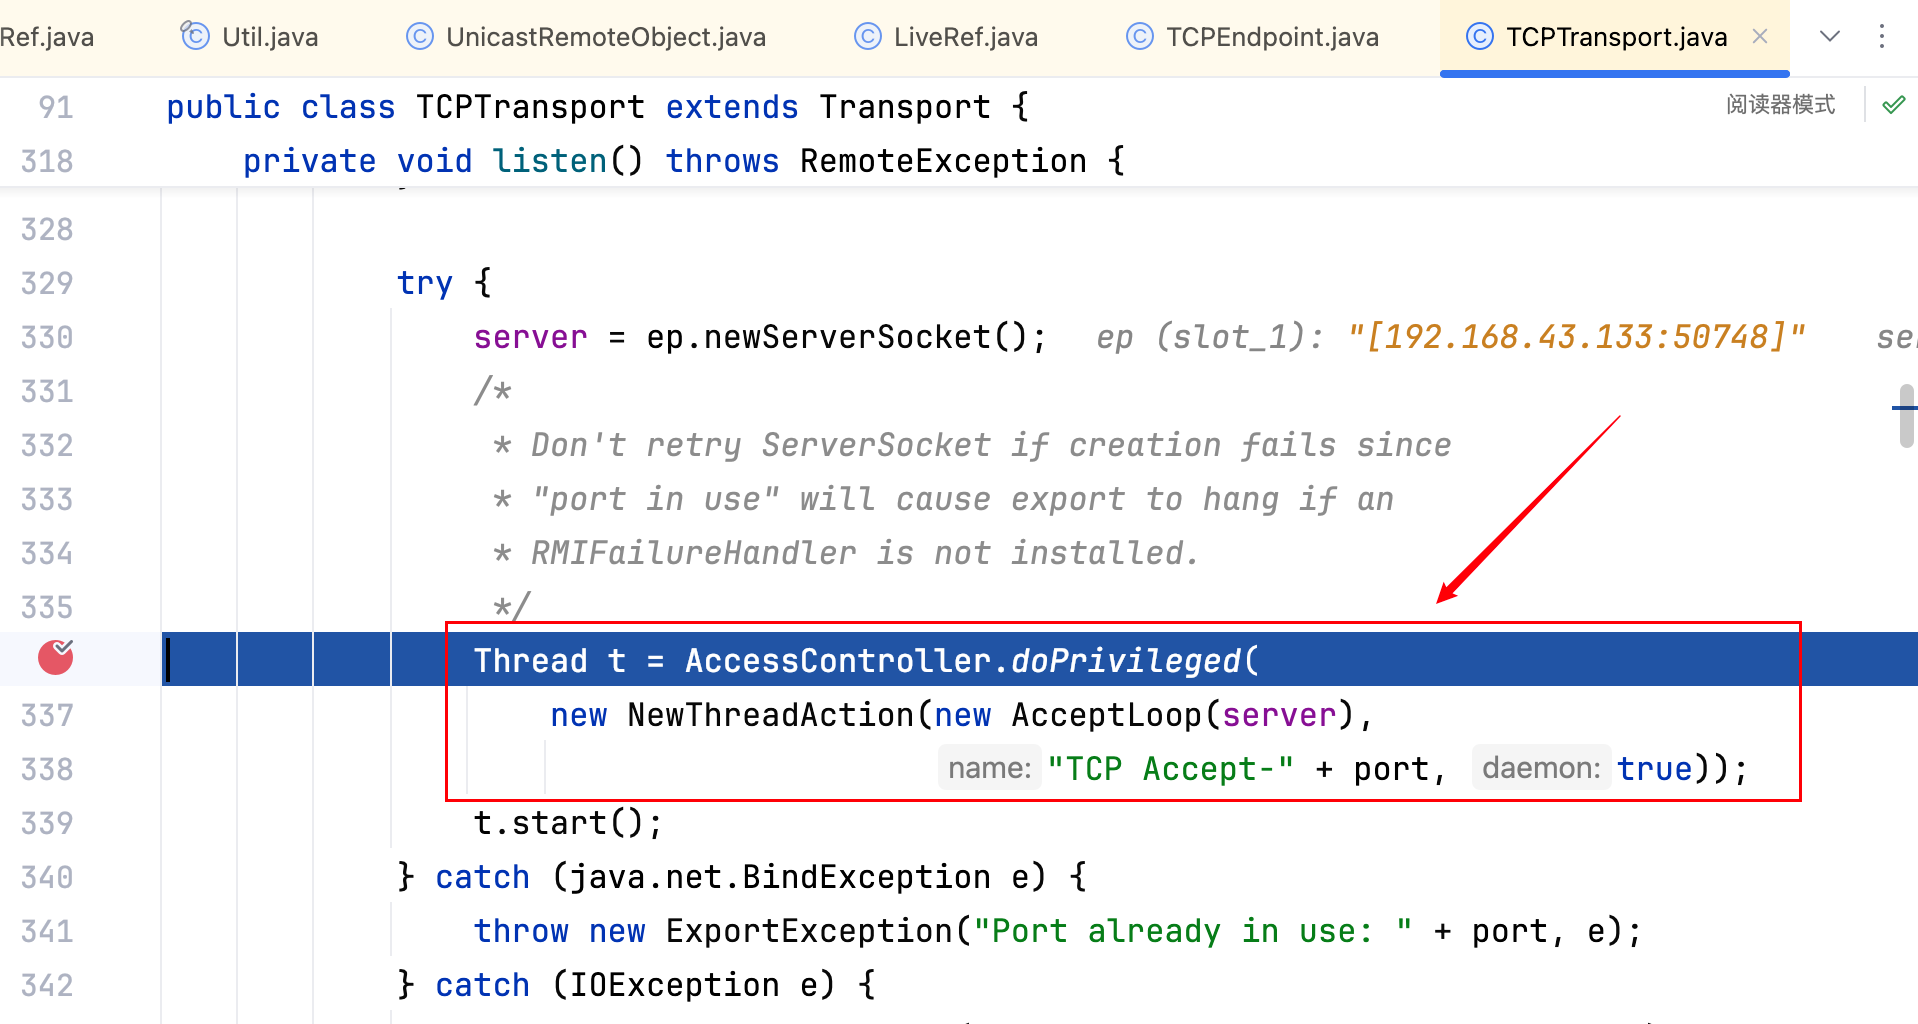 Ref.java Util.java UnicastRemoteObject.java LiveRef.java TCPEndpoint.java TCPTransport.java
91 public class TCPTransport extends Transport { 阅读器模式
318 private void listen() throws RemoteException {
328
329 try {
330 server = ep.newServerSocket(); ep (slot_1): "[192.168.43.133:50748]"
331 /*
332 * Don't retry ServerSocket if creation fails since
333 * "port in use" will cause export to hang if an
334 * RMIFailureHandler is not installed.
335 */
Thread t = AccessController.doPrivileged(
337 new NewThreadAction(new AcceptLoop(server),
338 name: "TCP Accept-" + port, daemon: true));
339 t.start();
340 } catch (java.net.BindException e) {
341 throw new ExportException("Port already in use: " + port, e);
342 } catch (IOException e) {